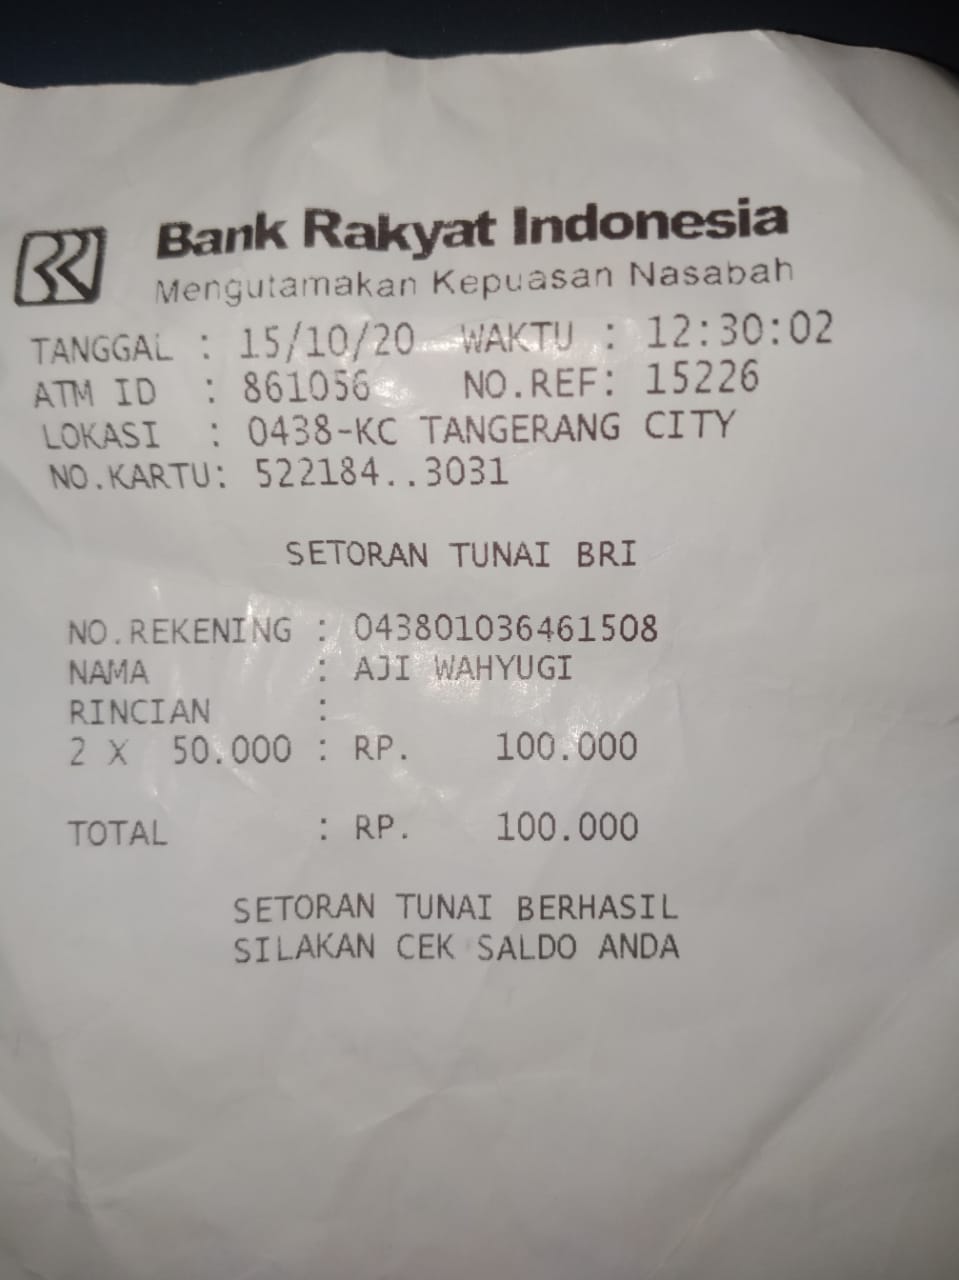 BRI Bank Rakyat Indonesia
Mengutamakan Kepuasan Nasabah
TANGGAL : 15/10/20 WAKTU : 12:30:02
ATM ID : 861056 NO.REF: 15226
LOKASI : 0438-KC TANGERANG CITY
NO.KARTU: 522184..3031
SETORAN TUNAI BRI
NO.REKENING : 043801036461508
NAMA : AJI WAHYUGI
RINCIAN :
2 X 50.000 : RP. 100.000
TOTAL : RP. 100.000
SETORAN TUNAI BERHASIL
SILAKAN CEK SALDO ANDA